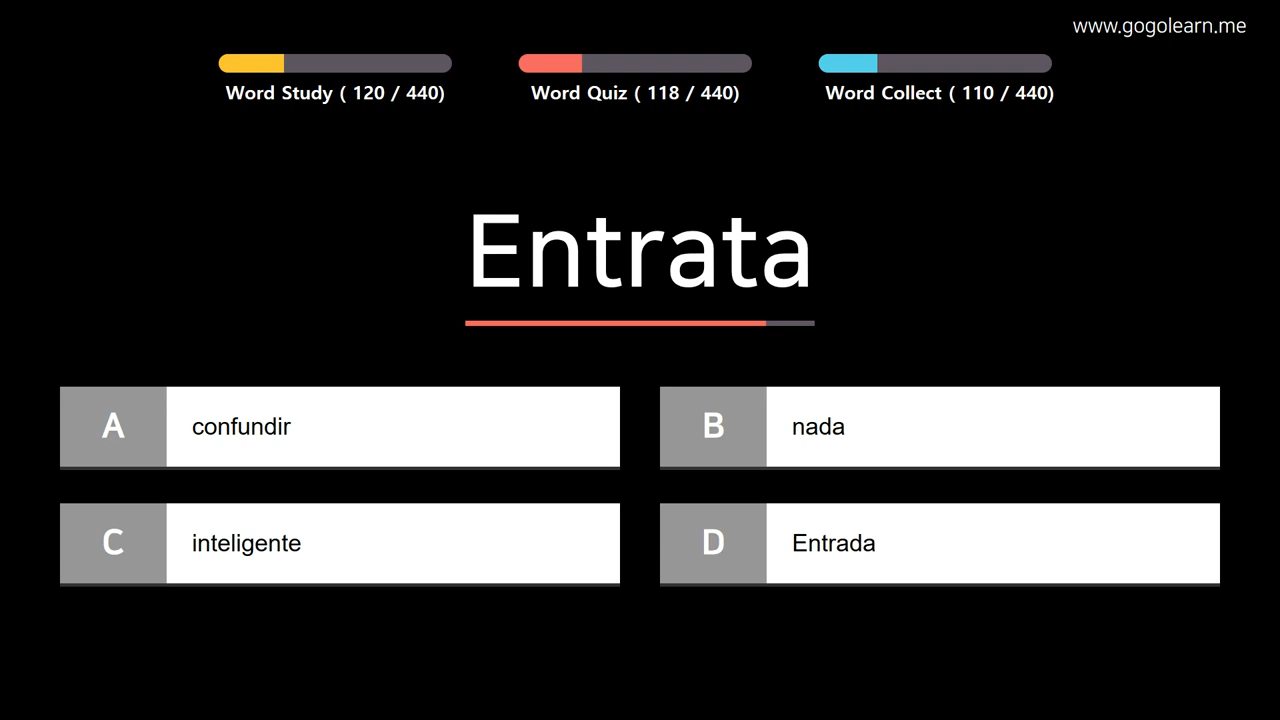 www.gogolearn.me
Word Study ( 120 / 440)
Word Quiz ( 118 / 440)
Word Collect ( 110 / 440)
Entrata
A confundir
B nada
C inteligente
D Entrada